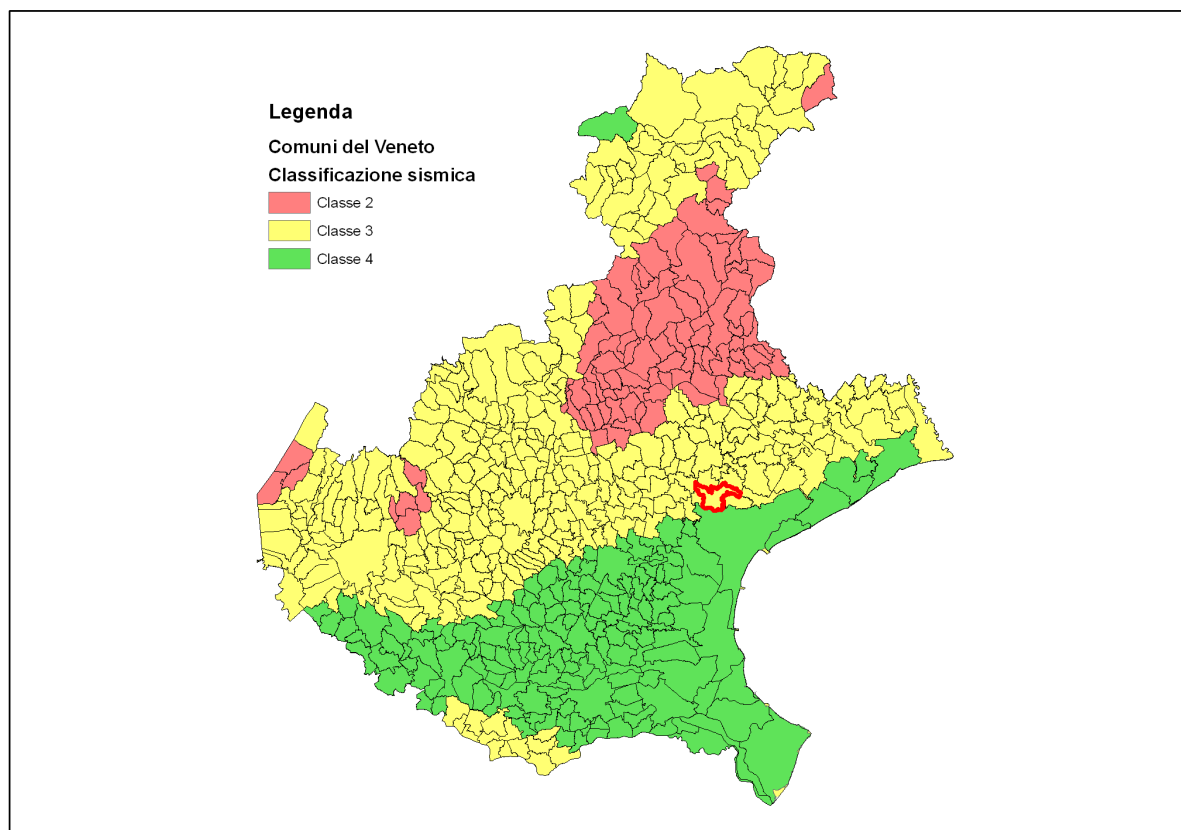 Legenda
Comuni del Veneto
Classificazione sismica
Classe 2
Classe 3
Classe 4